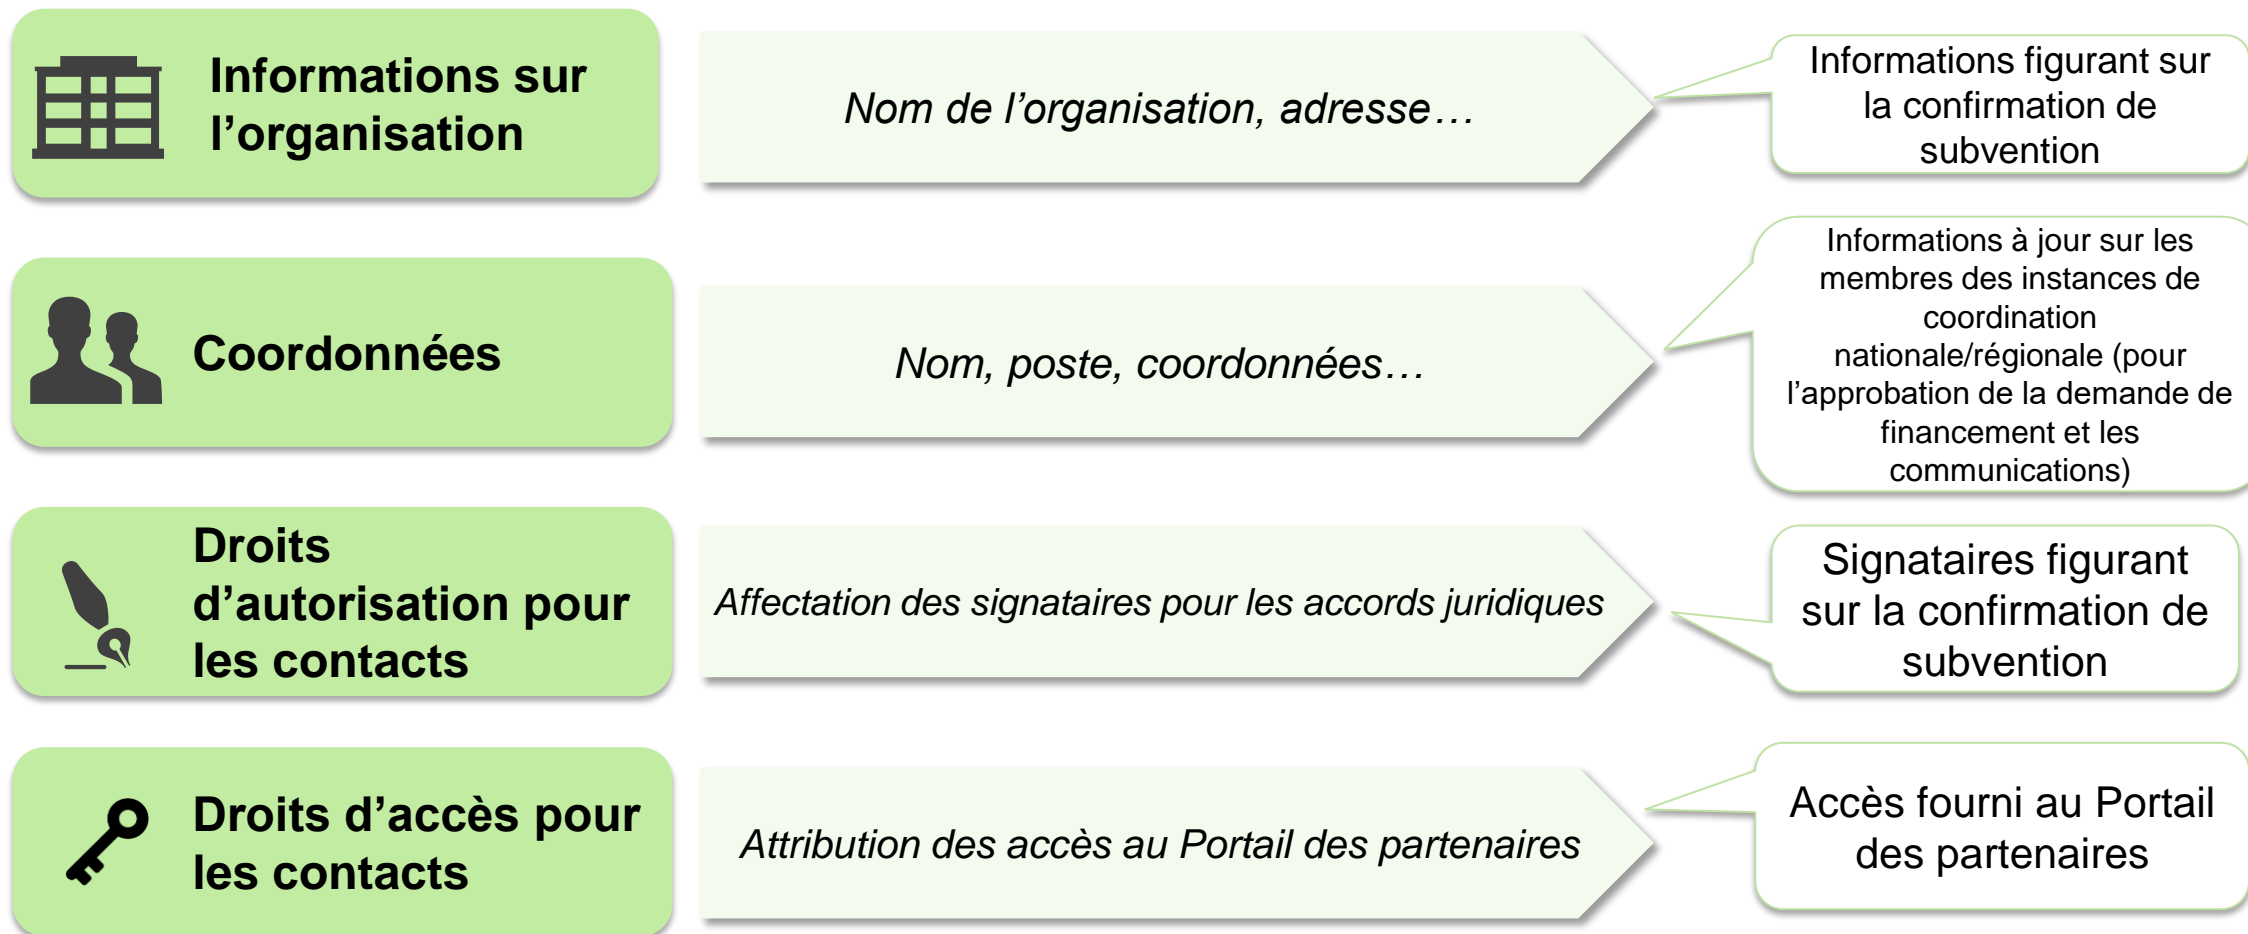 Informations sur
l’organisation
Nom de l’organisation, adresse…
Informations figurant sur
la confirmation de
subvention
Coordonnées
Nom, poste, coordonnées…
Informations à jour sur les
membres des instances de
coordination
nationale/régionale (pour
l’approbation de la demande de
financement et les
communications)
Droits
d’autorisation pour
les contacts
Affectation des signataires pour les accords juridiques
Signataires figurant
sur la confirmation de
subvention
Droits d’accès pour
les contacts
Attribution des accès au Portail des partenaires
Accès fourni au Portail
des partenaires